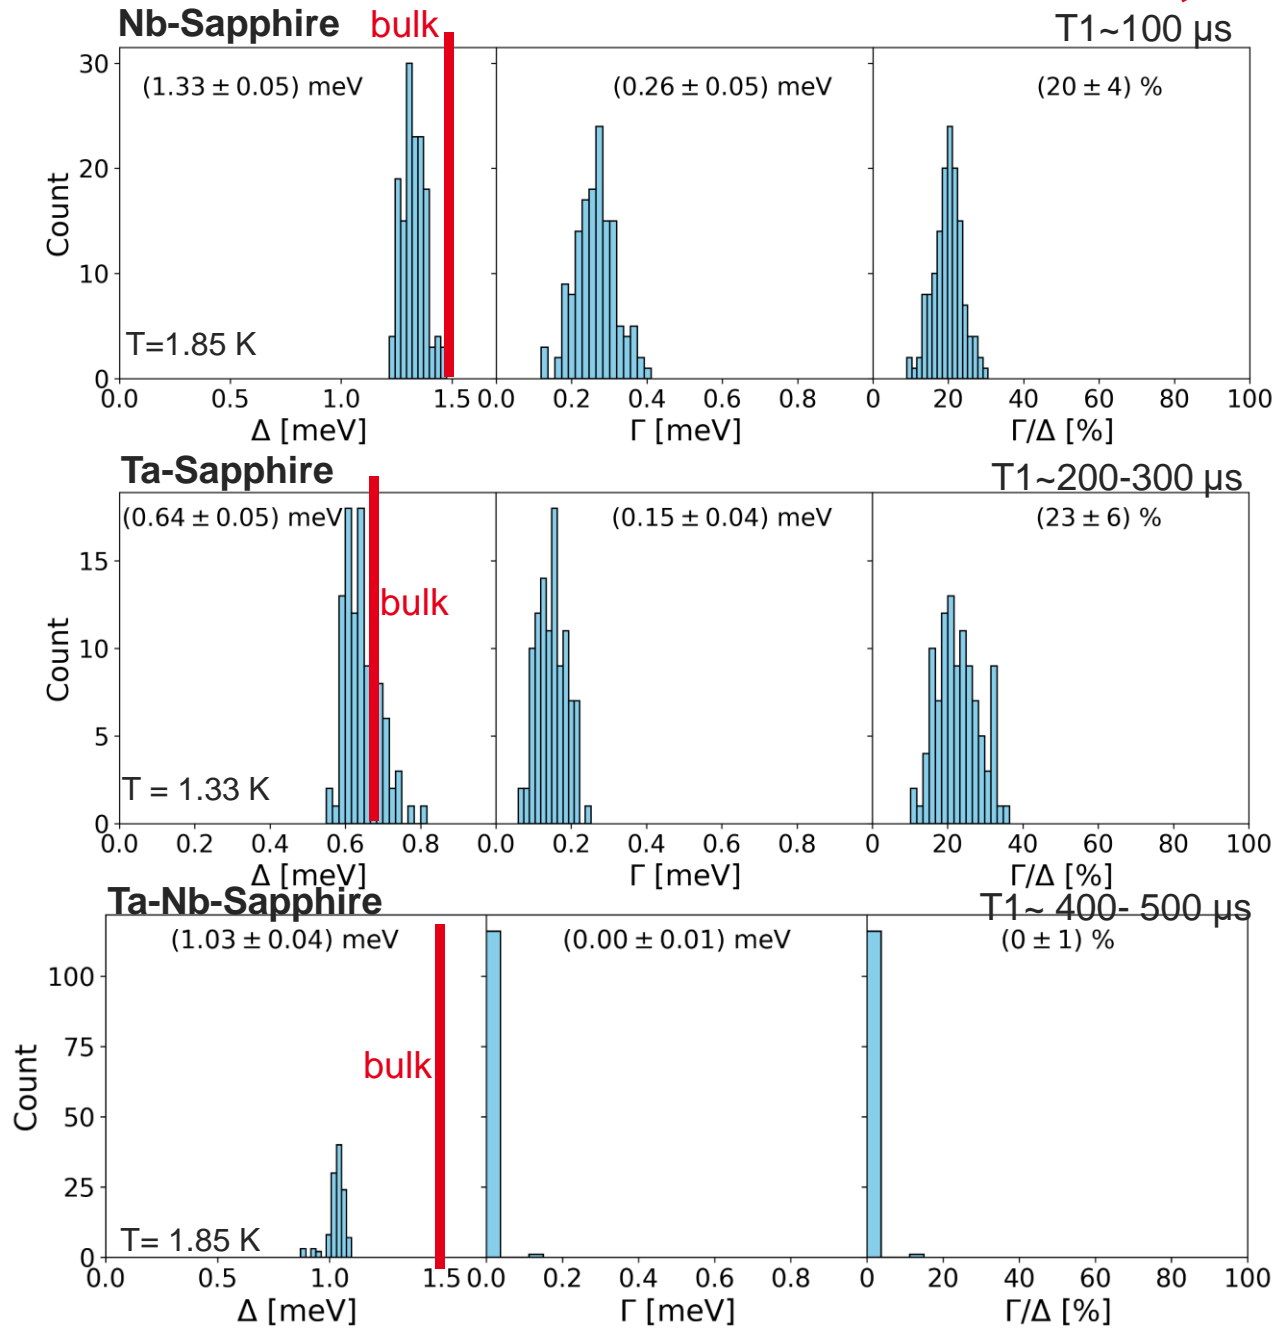 Nb-Sapphire bulk T1~100 µs
(1.33 ± 0.05) meV (0.26 ± 0.05) meV (20 ± 4) %
30
20
10
0
Count
T=1.85 K
0.0 0.5 1.0 1.5 0.0 0.2 0.4 0.6 0.8 0 20 40 60 80 100
Δ [meV] Γ [meV] Γ/Δ [%]
Ta-Sapphire T1~200-300 µs
(0.64 ± 0.05) meV (0.15 ± 0.04) meV (23 ± 6) %
15
10
5
0
Count
bulk
T = 1.33 K
0.0 0.2 0.4 0.6 0.8 0.0 0.2 0.4 0.6 0.8 0 20 40 60 80 100
Δ [meV] Γ [meV] Γ/Δ [%]
Ta-Nb-Sapphire T1~ 400- 500 µs
(1.03 ± 0.04) meV (0.00 ± 0.01) meV (0 ± 1) %
100
75
50
25
0
Count
bulk
T= 1.85 K
0.0 0.5 1.0 1.5 0.0 0.2 0.4 0.6 0.8 0 20 40 60 80 100
Δ [meV] Γ [meV] Γ/Δ [%]